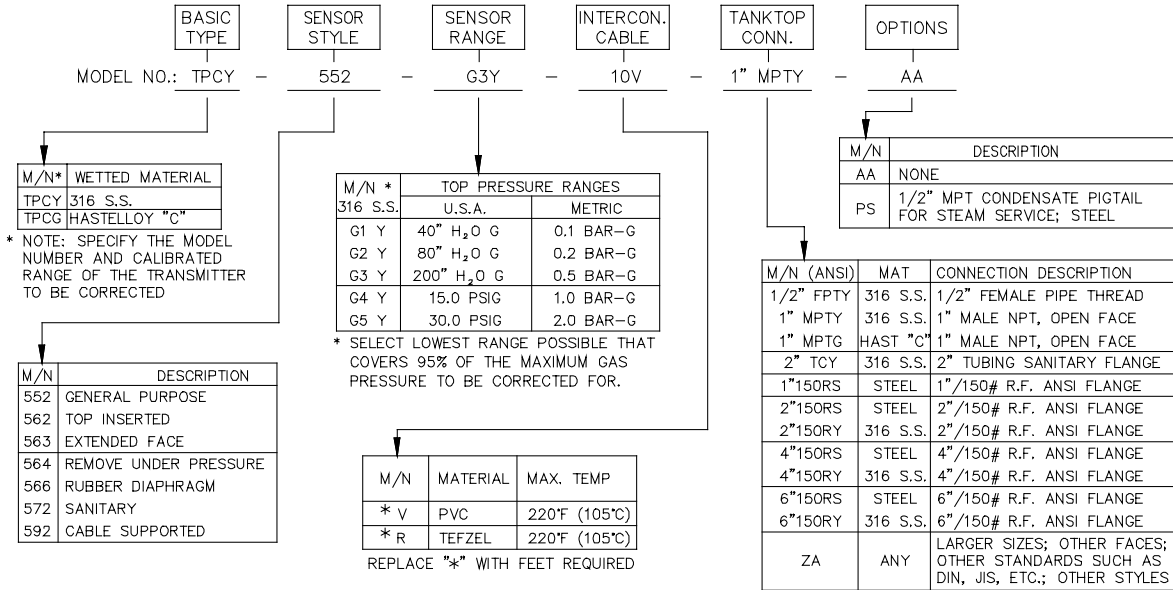 BASIC TYPE
SENSOR STYLE
SENSOR RANGE
INTERCON. CABLE
TANKTOP CONN.
OPTIONS
MODEL NO.: TPCY – 552 – G3Y – 10V – 1" MPTY – AA
M/N* WETTED MATERIAL
TPCY 316 S.S.
TPCG HASTELLOY "C"
* NOTE: SPECIFY THE MODEL
NUMBER AND CALIBRATED
RANGE OF THE TRANSMITTER
TO BE CORRECTED
M/N DESCRIPTION
552 GENERAL PURPOSE
562 TOP INSERTED
563 EXTENDED FACE
564 REMOVE UNDER PRESSURE
566 RUBBER DIAPHRAGM
572 SANITARY
592 CABLE SUPPORTED
M/N * TOP PRESSURE RANGES
316 S.S. U.S.A. METRIC
G1 Y 40" H₂O G 0.1 BAR–G
G2 Y 80" H₂O G 0.2 BAR–G
G3 Y 200" H₂O G 0.5 BAR–G
G4 Y 15.0 PSIG 1.0 BAR–G
G5 Y 30.0 PSIG 2.0 BAR–G
* SELECT LOWEST RANGE POSSIBLE THAT
COVERS 95% OF THE MAXIMUM GAS
PRESSURE TO BE CORRECTED FOR.
M/N MATERIAL MAX. TEMP
* V PVC 220°F (105°C)
* R TEFZEL 220°F (105°C)
REPLACE "*" WITH FEET REQUIRED
M/N DESCRIPTION
AA NONE
PS 1/2" MPT CONDENSATE PIGTAIL
FOR STEAM SERVICE; STEEL
M/N (ANSI) MAT CONNECTION DESCRIPTION
1/2" FPTY 316 S.S. 1/2" FEMALE PIPE THREAD
1" MPTY 316 S.S. 1" MALE NPT, OPEN FACE
1" MPTG HAST "C" 1" MALE NPT, OPEN FACE
2" TCY 316 S.S. 2" TUBING SANITARY FLANGE
1"150RS STEEL 1"/150# R.F. ANSI FLANGE
2"150RS STEEL 2"/150# R.F. ANSI FLANGE
2"150RY 316 S.S. 2"/150# R.F. ANSI FLANGE
4"150RS STEEL 4"/150# R.F. ANSI FLANGE
4"150RY 316 S.S. 4"/150# R.F. ANSI FLANGE
6"150RS STEEL 6"/150# R.F. ANSI FLANGE
6"150RY 316 S.S. 6"/150# R.F. ANSI FLANGE
ZA ANY LARGER SIZES; OTHER FACES;
OTHER STANDARDS SUCH AS
DIN, JIS, ETC.; OTHER STYLES